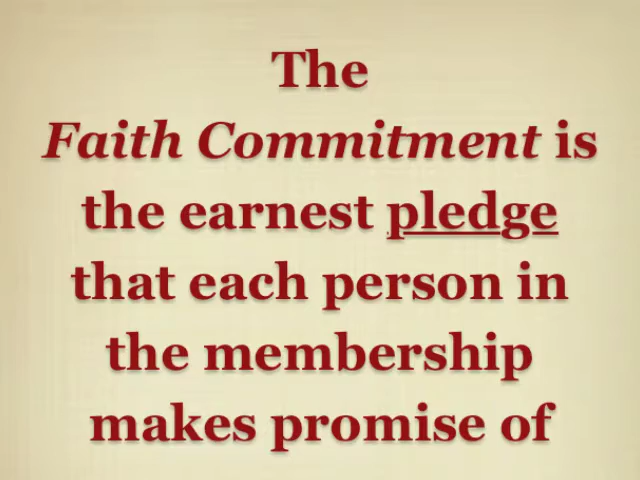 The
Faith Commitment is
the earnest pledge
that each person in
the membership
makes promise of